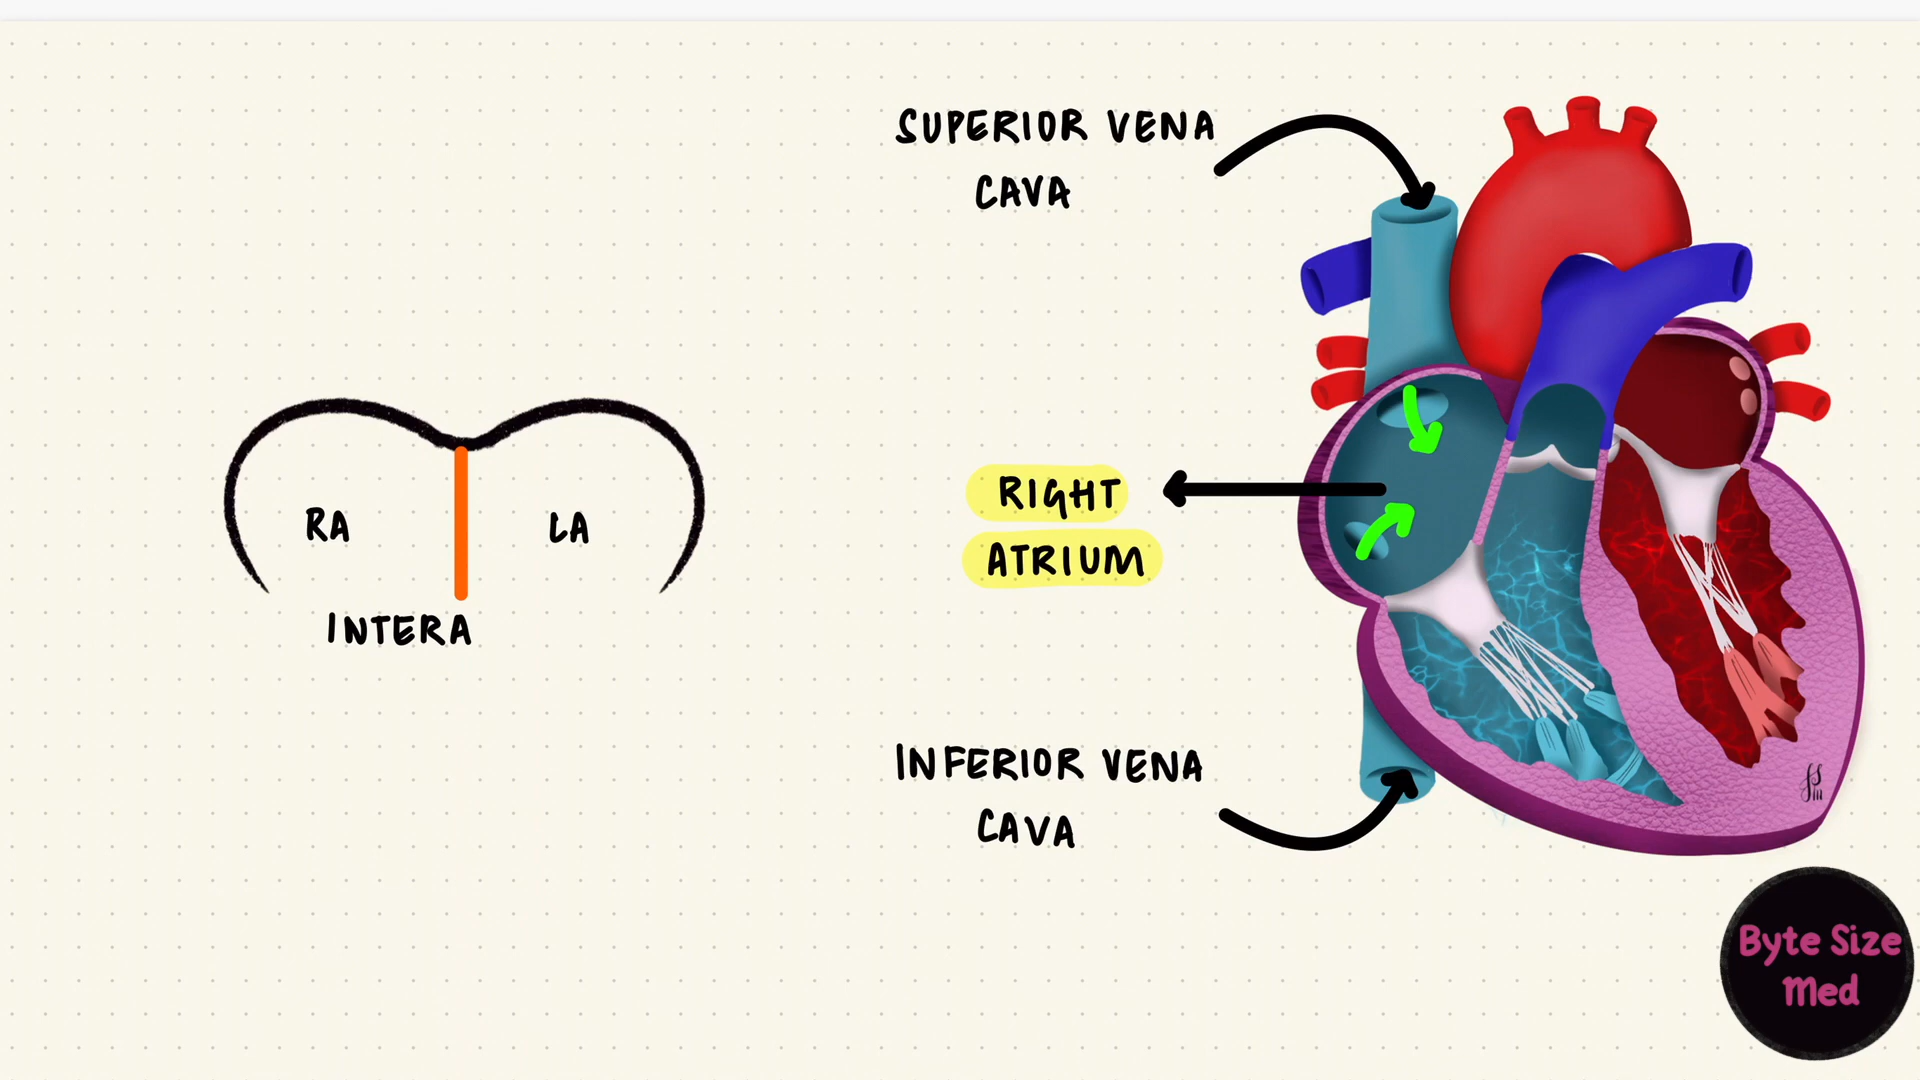 SUPERIOR VENA
CAVA
RIGHT
ATRIUM
RA
LA
INTERA
INFERIOR VENA
CAVA
Byte Size
Med